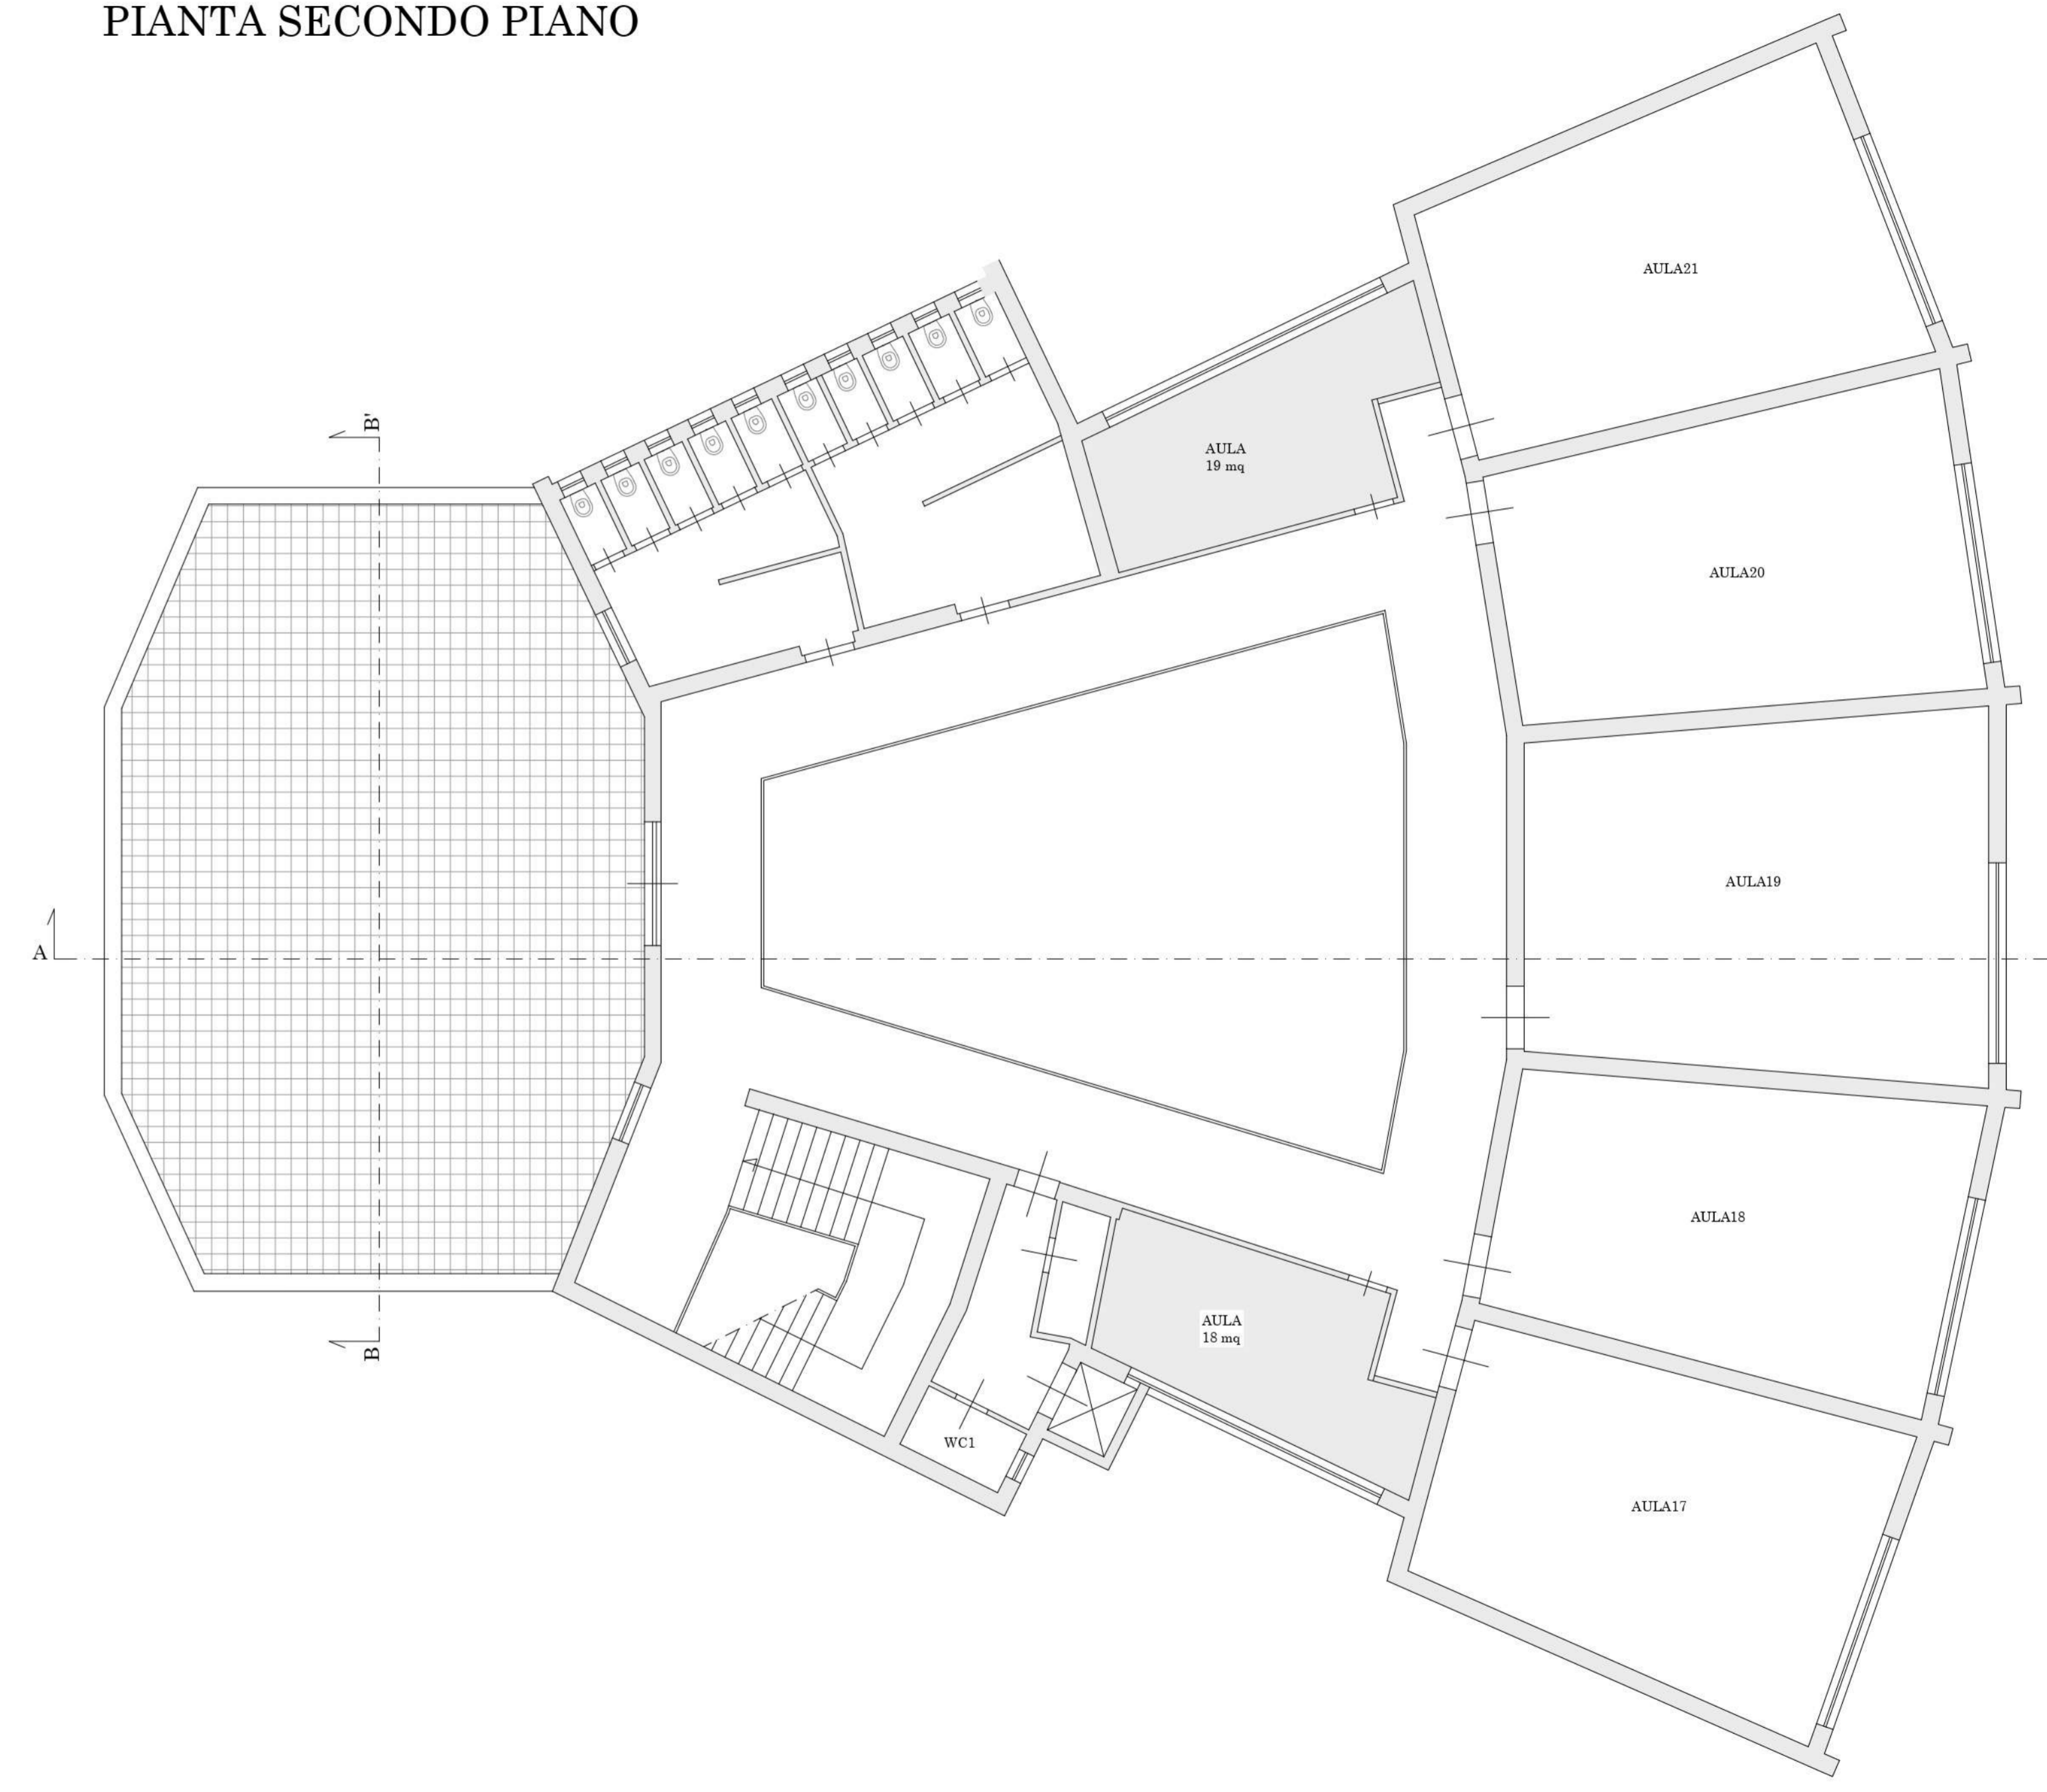 PIANTA SECONDO PIANO
AULA21
B'
AULA
19 mq
AULA20
AULA19
A
AULA18
AULA
18 mq
B
WC1
AULA17